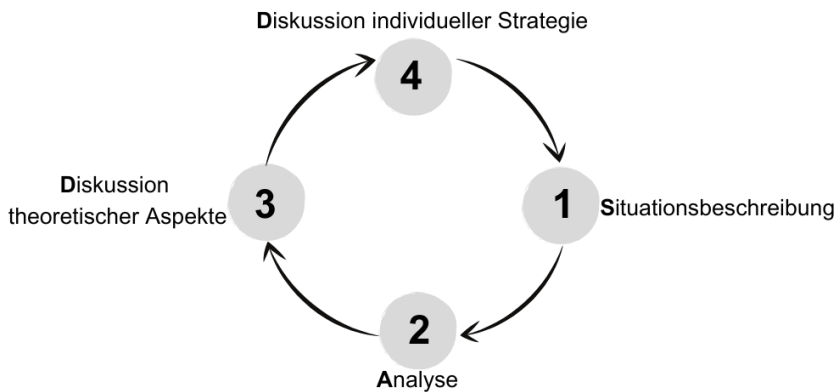 Diskussion individueller Strategie
4
Diskussion
theoretischer Aspekte
3
1
Situationsbeschreibung
2
Analyse